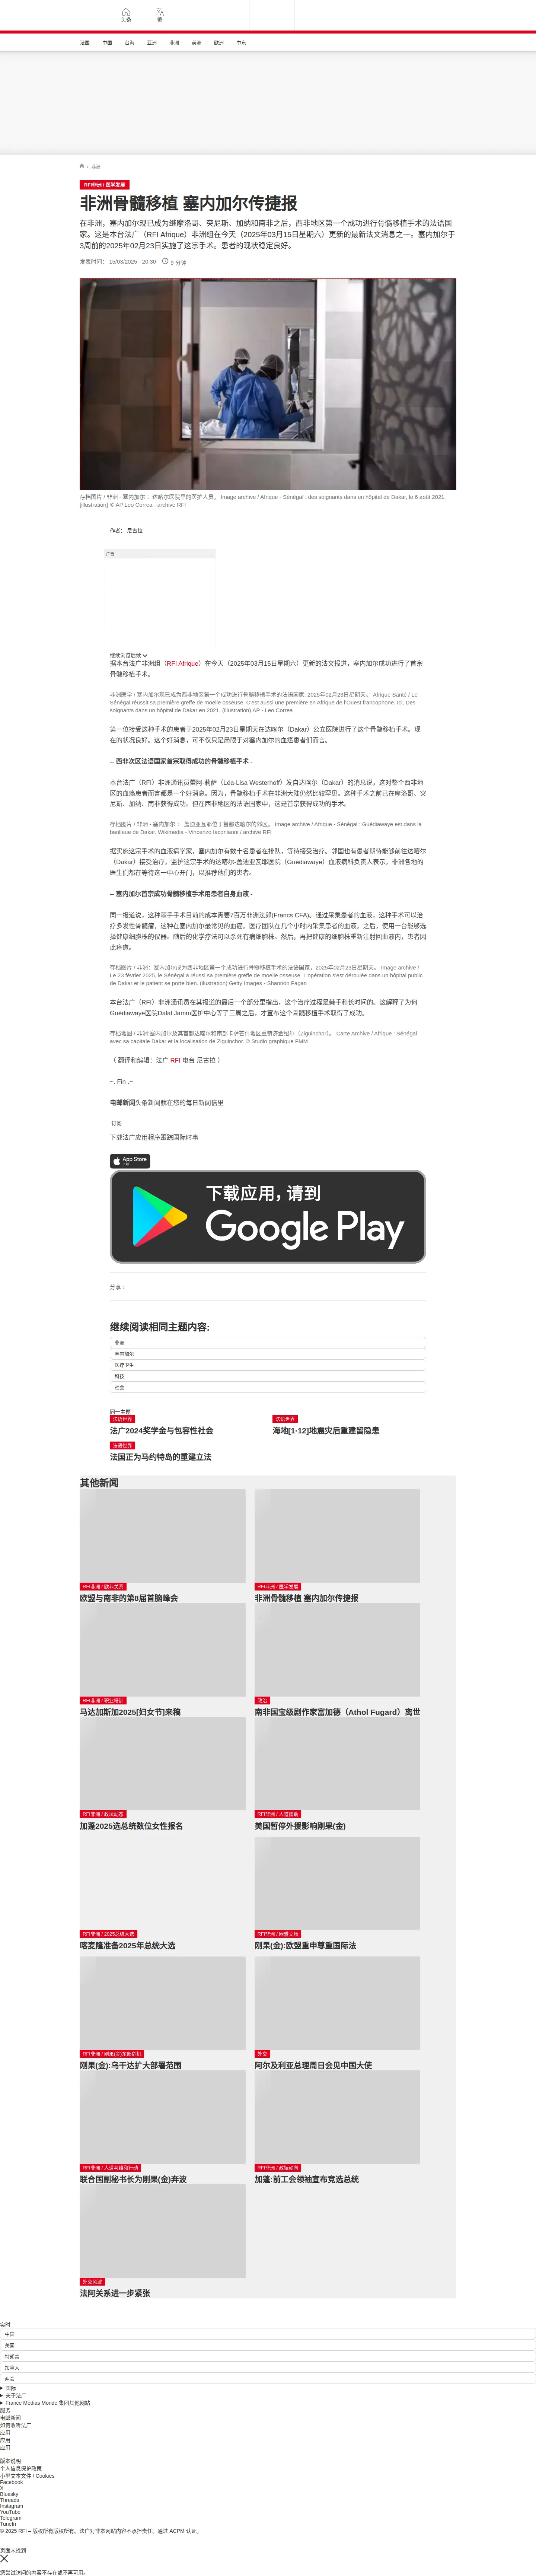 头条
繁
法国
中国
台海
亚洲
非洲
美洲
欧洲
中东
/ 非洲
RFI非洲 / 医学发展
非洲骨髓移植 塞内加尔传捷报
在非洲，塞内加尔现已成为继摩洛哥、突尼斯、加纳和南非之后，西非地区第一个成功进行骨髓移植手术的法语国家。这是本台法广（RFI Afrique）非洲组在今天（2025年03月15日星期六）更新的最新法文消息之一。塞内加尔于3周前的2025年02月23日实施了这宗手术。患者的现状稳定良好。
发表时间： 15/03/2025 - 20:30
9 分钟
存档图片 / 非洲 - 塞内加尔 ：达喀尔医院里的医护人员。 Image archive / Afrique - Sénégal : des soignants dans un hôpital de Dakar, le 6 août 2021. [illustration] © AP Leo Correa - archive RFI
作者： 尼古拉
广告
继续浏览后续
据本台法广非洲组（RFI Afrique）在今天（2025年03月15日星期六）更新的法文报道，塞内加尔成功进行了首宗骨髓移植手术。
非洲医学 / 塞内加尔现已成为西非地区第一个成功进行骨髓移植手术的法语国家, 2025年02月23日星期天。 Afrique Santé / Le Sénégal réussit sa première greffe de moelle osseuse. C'est aussi une première en Afrique de l'Ouest francophone. Ici, Des soignants dans un hôpital de Dakar en 2021. (illustration) AP - Leo Correa
第一位接受这种手术的患者于2025年02月23日星期天在达喀尔（Dakar）公立医院进行了这个骨髓移植手术。现在的状况良好。这个好消息，可不仅只是局限于对塞内加尔的血癌患者们而言。
-- 西非次区法语国家首宗取得成功的骨髓移植手术 -
本台法广（RFI）非洲通讯员蕾阿-莉萨（Léa-Lisa Westerhoff）发自达喀尔（Dakar）的消息说，这对整个西非地区的血癌患者而言都是一个好消息。因为，骨髓移植手术在非洲大陆仍然比较罕见。这种手术之前已在摩洛哥、突尼斯、加纳、南非获得成功。但在西非地区的法语国家中，这是首宗获得成功的手术。
存档图片 / 非洲 - 塞内加尔 ： 盖迪亚瓦耶位于首都达喀尔的郊区。 Image archive / Afrique - Sénégal : Guédiawaye est dans la banlieue de Dakar. Wikimedia - Vincenzo Iaconianni / archive RFI
据实施这宗手术的血液病学家，塞内加尔有数十名患者在排队，等待接受治疗。邻国也有患者期待能够前往达喀尔（Dakar）接受治疗。监护这宗手术的达喀尔-盖迪亚瓦耶医院（Guédiawaye）血液病科负责人表示，非洲各地的医生们都在等待这一中心开门，以推荐他们的患者。
-- 塞内加尔首宗成功骨髓移植手术用患者自身血液 -
同一报道说，这种棘手手术目前的成本需要7百万非洲法郎(Francs CFA)。通过采集患者的血液，这种手术可以治疗多发性骨髓瘤，这种在塞内加尔最常见的血癌。医疗团队在几个小时内采集患者的血液。之后，使用一台能够选择健康细胞株的仪器。随后的化学疗法可以杀死有病细胞株。然后，再把健康的细胞株重新注射回血液内，患者因此痊愈。
存档图片 / 非洲：塞内加尔成为西非地区第一个成功进行骨髓移植手术的法语国家，2025年02月23日星期天。 Image archive / Le 23 février 2025, le Sénégal a réussi sa première greffe de moelle osseuse. L'opération s'est déroulée dans un hôpital public de Dakar et le patient se porte bien. (ilustration) Getty Images - Shannon Fagan
本台法广（RFI）非洲通讯员在其报道的最后一个部分里指出，这个治疗过程是棘手和长时间的。这解释了为何Guédiawaye医院Dalal Jamm医护中心等了三周之后，才宣布这个骨髓移植手术取得了成功。
存档地图 / 非洲:塞内加尔及其首都达喀尔和南部卡萨芒什地区重镇济金绍尔（Ziguinchor）。 Carte Archive / Afrique : Sénégal avec sa capitale Dakar et la localisation de Ziguinchor. © Studio graphique FMM
（ 翻译和编辑：法广 RFI 电台 尼古拉 ）
~. Fin .~
电邮新闻头条新闻就在您的每日新闻信里
订阅
下载法广应用程序跟踪国际时事
App Store 下载
下载应用，请到
Google Play
分享 :
继续阅读相同主题内容:
非洲
塞内加尔
医疗卫生
科技
社会
同一主题
法语世界
法广2024奖学金与包容性社会
法语世界
海地[1·12]地震灾后重建留隐患
法语世界
法国正为马约特岛的重建立法
其他新闻
RFI非洲 / 欧非关系
欧盟与南非的第8届首脑峰会
RFI非洲 / 医学发展
非洲骨髓移植 塞内加尔传捷报
RFI非洲 / 职业培训
马达加斯加2025[妇女节]来稿
政治
南非国宝级剧作家富加德（Athol Fugard）离世
RFI非洲 / 政坛动态
加蓬2025选总统数位女性报名
RFI非洲 / 人道援助
美国暂停外援影响刚果(金)
RFI非洲 / 2025总统大选
喀麦隆准备2025年总统大选
RFI非洲 / 欧盟立场
刚果(金):欧盟重申尊重国际法
RFI非洲 / 刚果(金)东部危机
刚果(金):乌干达扩大部署范围
外交
阿尔及利亚总理周日会见中国大使
RFI非洲 / 人道与维和行动
联合国副秘书长为刚果(金)奔波
RFI非洲 / 政坛动向
加蓬:前工会领袖宣布竞选总统
外交风波
法阿关系进一步紧张
实时
中国
美国
特朗普
加拿大
两会
国际
关于法广
France Médias Monde 集团其他网站
服务
电邮新闻
如何收听法广
应用
应用
应用
版本说明
个人信息保护政策
小型文本文件 / Cookies
Facebook
X
Bluesky
Threads
Instagram
YouTube
Telegram
TuneIn
© 2025 RFI – 版权所有版权所有。法广对非本网站内容不承担责任。通过 ACPM 认证。
页面未找到
您尝试访问的内容不存在或不再可用。